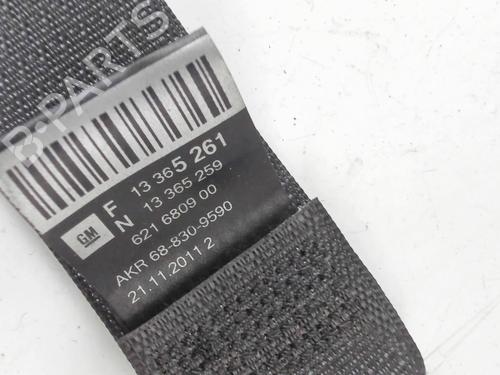 B-PARTS
F 13 365 261
N 13 365 259
GM
621 6809 00
AKR 68-830-9590
21.11.2011 2